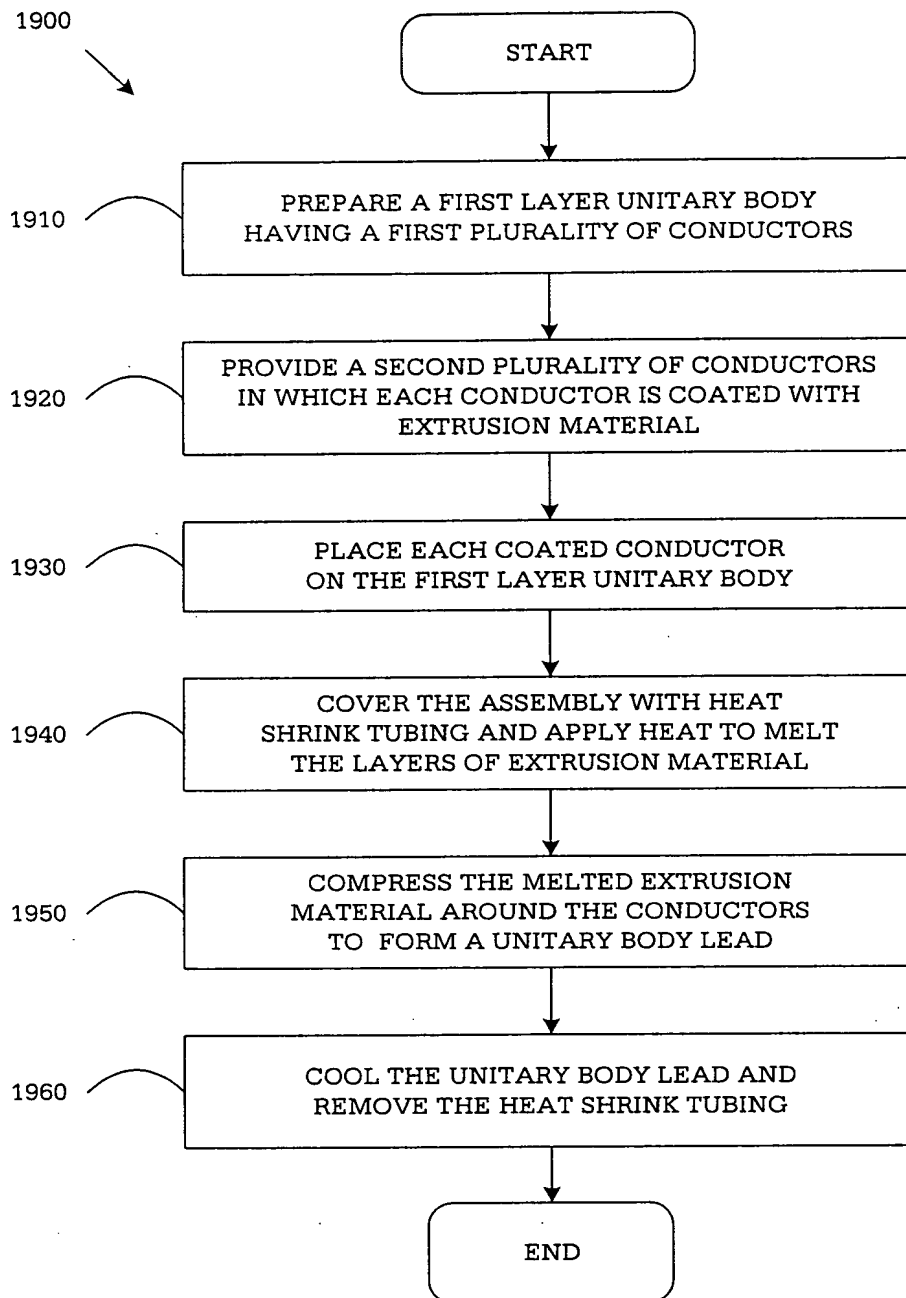 1900
START
1910
PREPARE A FIRST LAYER UNITARY BODY
HAVING A FIRST PLURALITY OF CONDUCTORS
1920
PROVIDE A SECOND PLURALITY OF CONDUCTORS
IN WHICH EACH CONDUCTOR IS COATED WITH
EXTRUSION MATERIAL
1930
PLACE EACH COATED CONDUCTOR
ON THE FIRST LAYER UNITARY BODY
1940
COVER THE ASSEMBLY WITH HEAT
SHRINK TUBING AND APPLY HEAT TO MELT
THE LAYERS OF EXTRUSION MATERIAL
1950
COMPRESS THE MELTED EXTRUSION
MATERIAL AROUND THE CONDUCTORS
TO FORM A UNITARY BODY LEAD
1960
COOL THE UNITARY BODY LEAD AND
REMOVE THE HEAT SHRINK TUBING
END